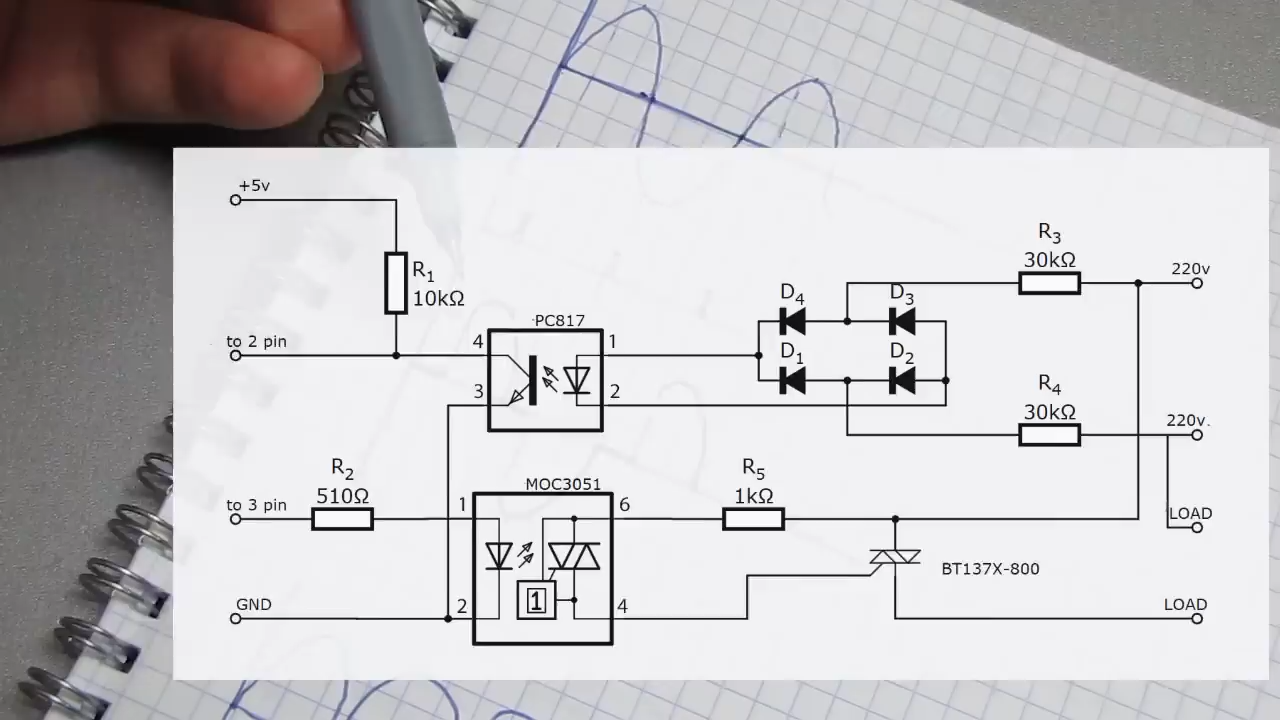 +5v
R1
10kΩ
to 2 pin
PC817
4
3
1
2
D4
D3
D1
D2
R3
30kΩ
220v
R4
30kΩ
220v.
R2
510Ω
to 3 pin
MOC3051
1
2
6
4
1
R5
1kΩ
LOAD
BT137X-800
GND
LOAD